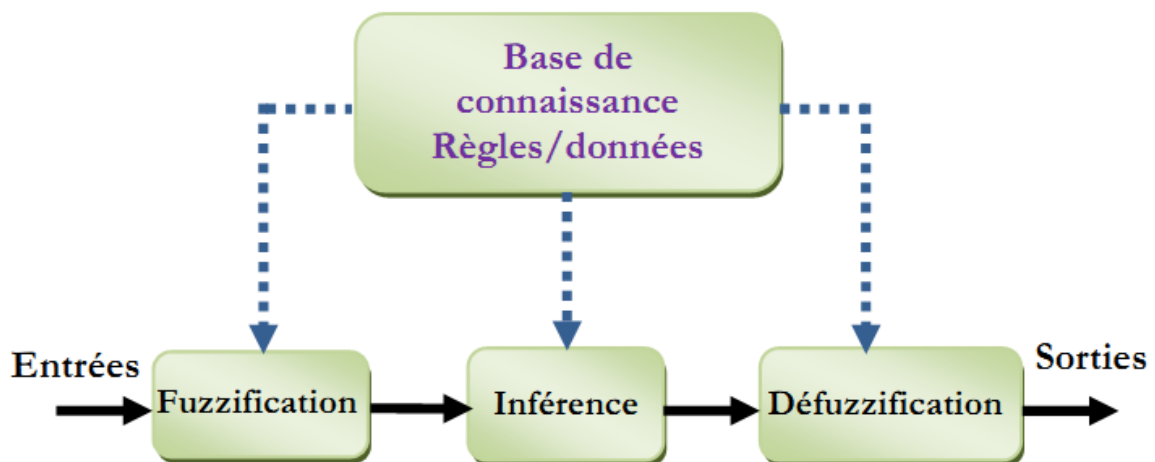 Base de
connaissance
Règles/données
Entrées
Fuzzification
Inférence
Défuzzification
Sorties